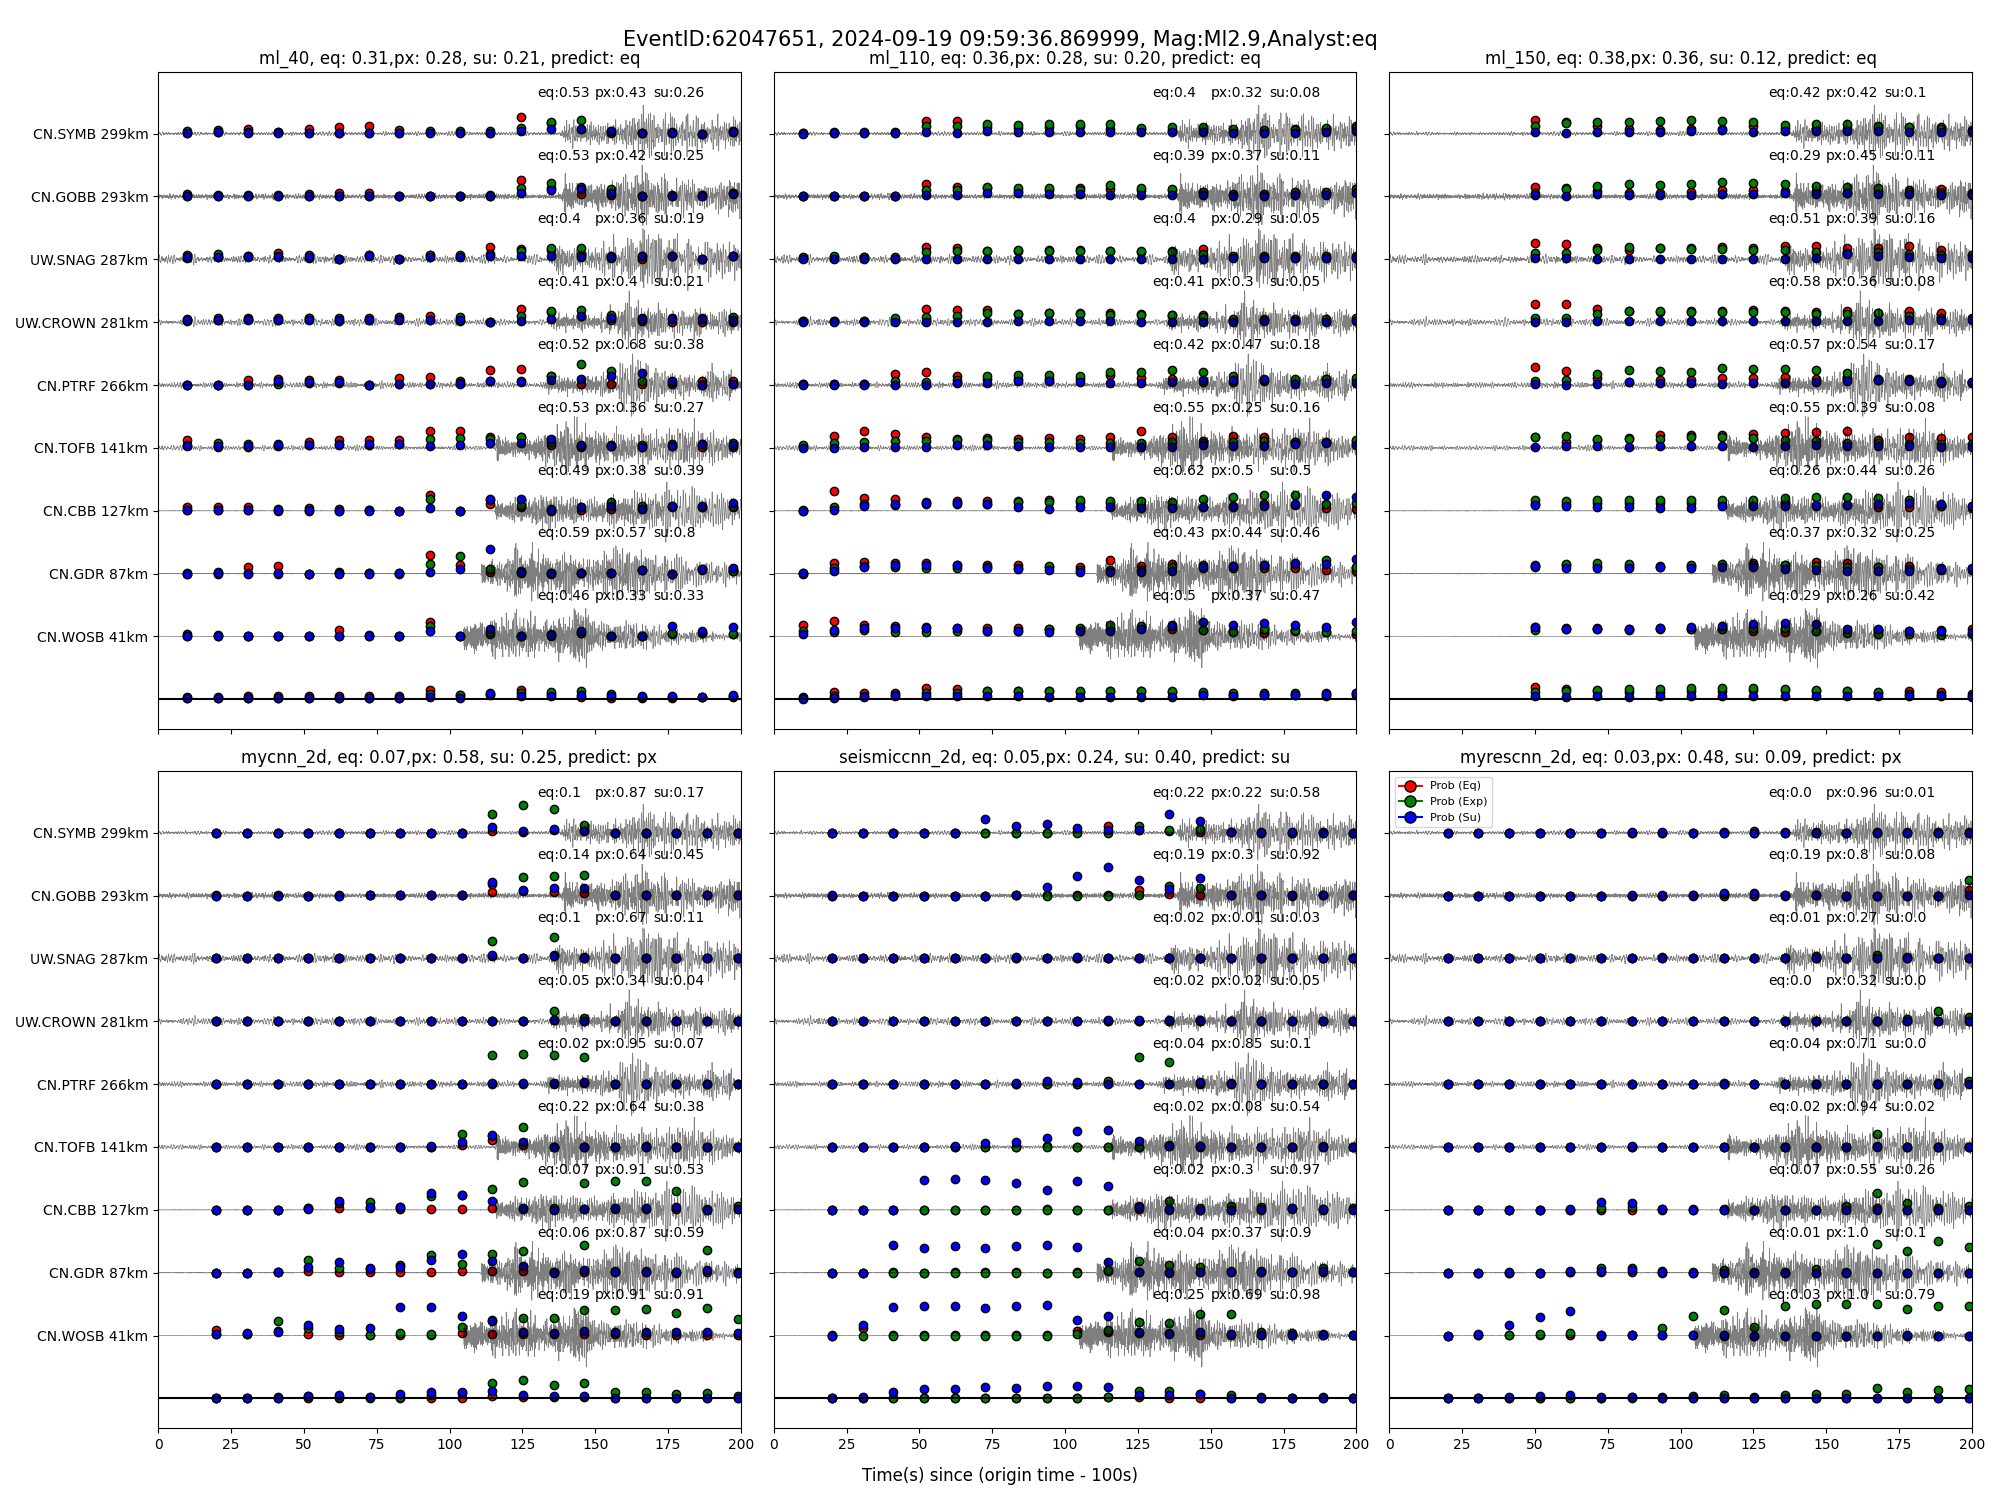 EventID:62047651, 2024-09-19 09:59:36.869999, Mag:Ml2.9,Analyst:eq
ml_40, eq: 0.31,px: 0.28, su: 0.21, predict: eq
eq:0.53 px:0.43 su:0.26
CN.SYMB 299km
eq:0.53 px:0.42 su:0.25
CN.GOBB 293km
eq:0.4 px:0.36 su:0.19
UW.SNAG 287km
eq:0.41 px:0.4 su:0.21
UW.CROWN 281km
eq:0.52 px:0.68 su:0.38
CN.PTRF 266km
eq:0.53 px:0.36 su:0.27
CN.TOFB 141km
eq:0.49 px:0.38 su:0.39
CN.CBB 127km
eq:0.59 px:0.57 su:0.8
CN.GDR 87km
eq:0.46 px:0.33 su:0.33
CN.WOSB 41km
ml_110, eq: 0.36,px: 0.28, su: 0.20, predict: eq
eq:0.4 px:0.32 su:0.08
eq:0.39 px:0.37 su:0.11
eq:0.4 px:0.29 su:0.05
eq:0.41 px:0.3 su:0.05
eq:0.42 px:0.47 su:0.18
eq:0.55 px:0.25 su:0.16
eq:0.62 px:0.5 su:0.5
eq:0.43 px:0.44 su:0.46
eq:0.5 px:0.37 su:0.47
ml_150, eq: 0.38,px: 0.36, su: 0.12, predict: eq
eq:0.42 px:0.42 su:0.1
eq:0.29 px:0.45 su:0.11
eq:0.51 px:0.39 su:0.16
eq:0.58 px:0.36 su:0.08
eq:0.57 px:0.54 su:0.17
eq:0.55 px:0.39 su:0.08
eq:0.26 px:0.44 su:0.26
eq:0.37 px:0.32 su:0.25
eq:0.29 px:0.26 su:0.42
mycnn_2d, eq: 0.07,px: 0.58, su: 0.25, predict: px
eq:0.1 px:0.87 su:0.17
CN.SYMB 299km
eq:0.14 px:0.64 su:0.45
CN.GOBB 293km
eq:0.1 px:0.67 su:0.11
UW.SNAG 287km
eq:0.05 px:0.34 su:0.04
UW.CROWN 281km
eq:0.02 px:0.95 su:0.07
CN.PTRF 266km
eq:0.22 px:0.64 su:0.38
CN.TOFB 141km
eq:0.07 px:0.91 su:0.53
CN.CBB 127km
eq:0.06 px:0.87 su:0.59
CN.GDR 87km
eq:0.19 px:0.91 su:0.91
CN.WOSB 41km
0 25 50 75 100 125 150 175 200
seismiccnn_2d, eq: 0.05,px: 0.24, su: 0.40, predict: su
eq:0.22 px:0.22 su:0.58
eq:0.19 px:0.3 su:0.92
eq:0.02 px:0.01 su:0.03
eq:0.02 px:0.02 su:0.05
eq:0.04 px:0.85 su:0.1
eq:0.02 px:0.08 su:0.54
eq:0.02 px:0.3 su:0.97
eq:0.04 px:0.37 su:0.9
eq:0.25 px:0.69 su:0.98
0 25 50 75 100 125 150 175 200
myrescnn_2d, eq: 0.03,px: 0.48, su: 0.09, predict: px
Prob (Eq)
Prob (Exp)
Prob (Su)
eq:0.0 px:0.96 su:0.01
eq:0.19 px:0.8 su:0.08
eq:0.01 px:0.27 su:0.0
eq:0.0 px:0.32 su:0.0
eq:0.04 px:0.71 su:0.0
eq:0.02 px:0.94 su:0.02
eq:0.07 px:0.55 su:0.26
eq:0.01 px:1.0 su:0.1
eq:0.03 px:1.0 su:0.79
0 25 50 75 100 125 150 175 200
Time(s) since (origin time - 100s)